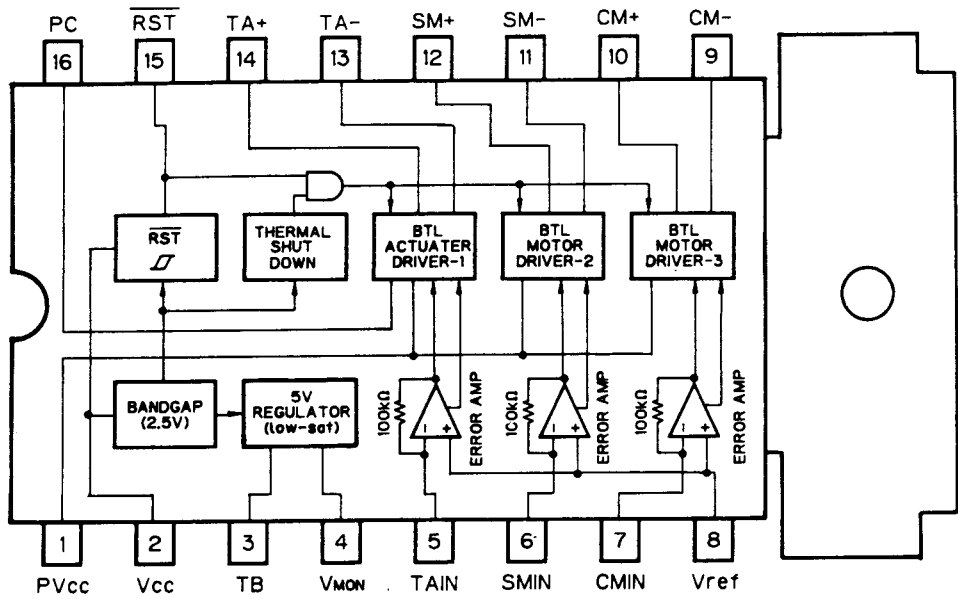 PC RST TA+ TA- SM+ SM- CM+ CM-
16 15 14 13 12 11 10 9
RST
THERMAL
SHUT
DOWN
BTL
ACTUATER
DRIVER-1
BTL
MOTOR
DRIVER-2
BTL
MOTOR
DRIVER-3
BANDGAP
(2.5V)
5V
REGULATOR
(low-sat)
100kΩ
- +
ERROR AMP
100kΩ
- +
ERROR AMP
100kΩ
- +
ERROR AMP
1 2 3 4 5 6 7 8
PVcc Vcc TB VMON TAIN SMIN CMIN Vref